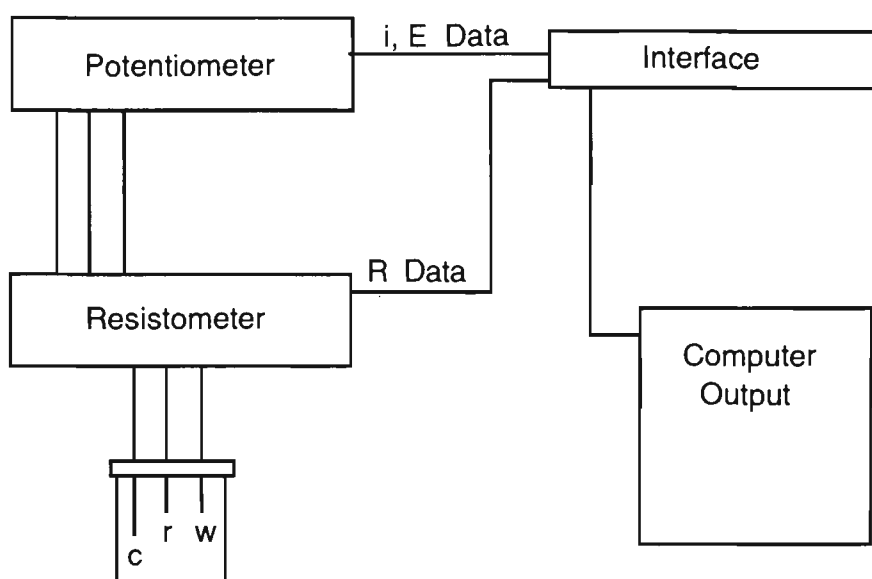 Potentiometer
i, E Data
Interface
R Data
Resistometer
Computer
Output
c
r
w